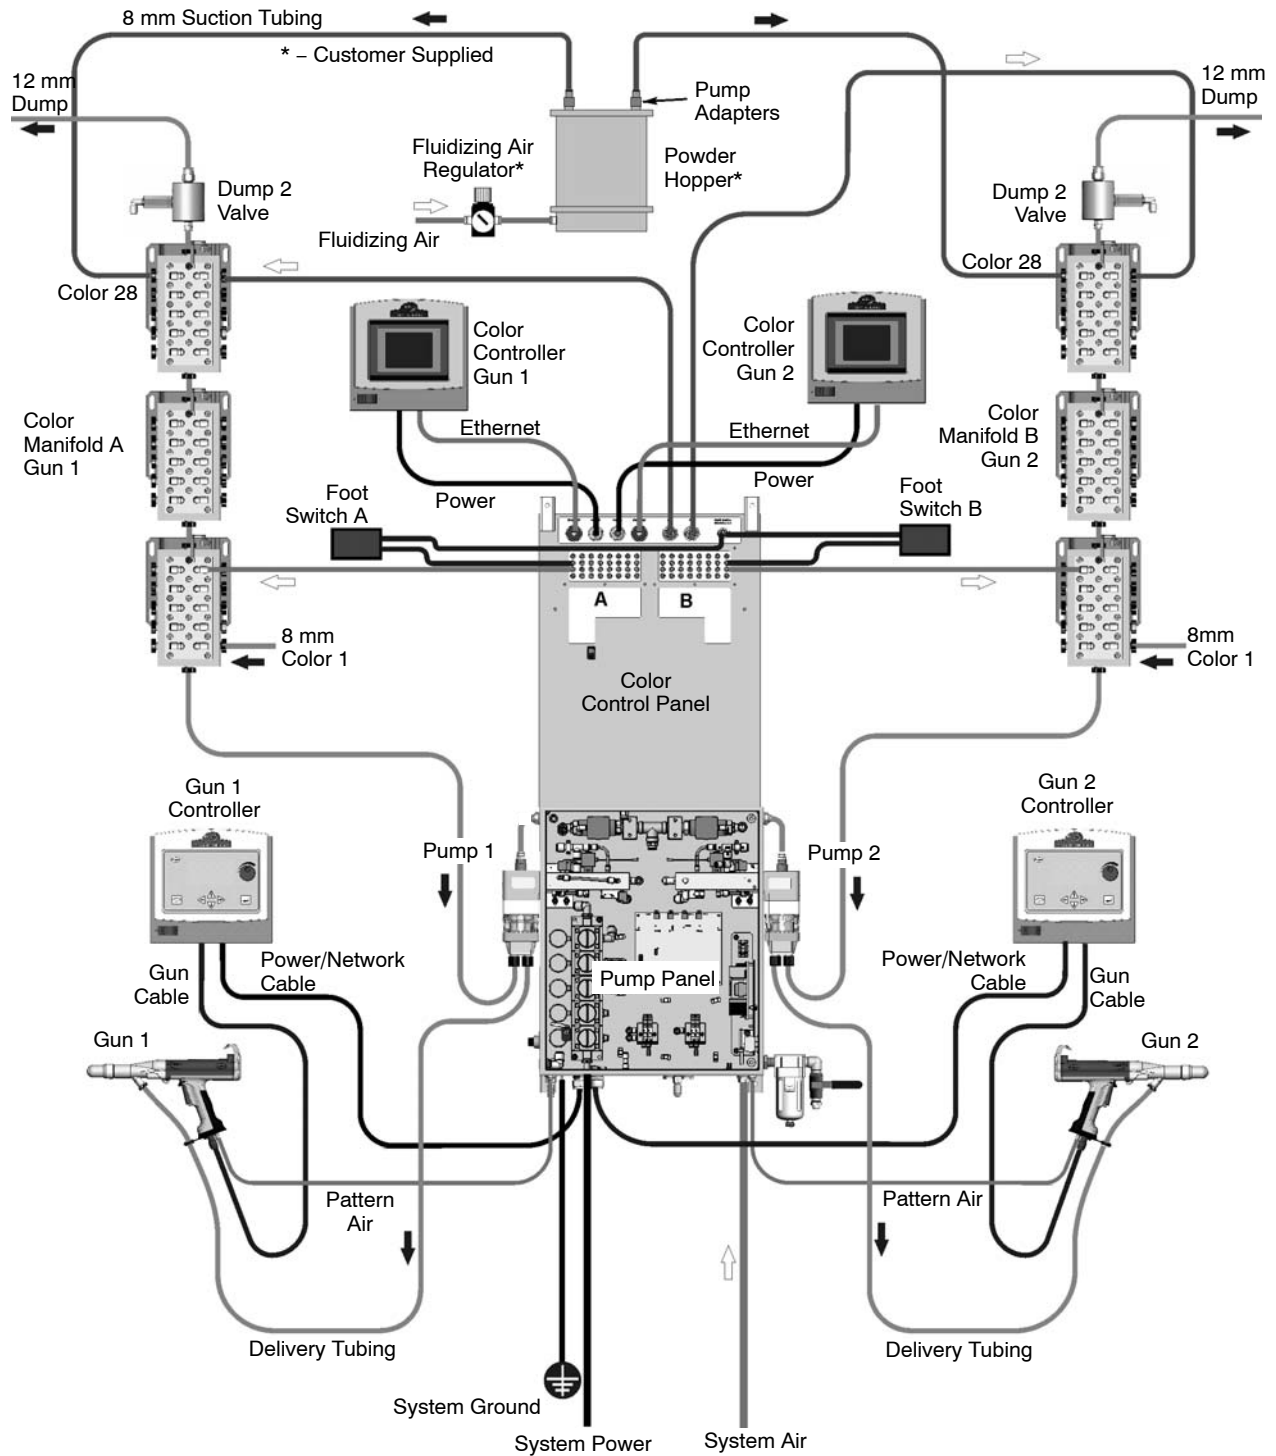 8 mm Suction Tubing
* – Customer Supplied
12 mm
Dump
12 mm
Dump
Pump
Adapters
Fluidizing Air
Regulator*
Powder
Hopper*
Dump 2
Valve
Dump 2
Valve
Fluidizing Air
Color 28
Color 28
Color
Controller
Gun 1
Color
Controller
Gun 2
Color
Manifold A
Gun 1
Color
Manifold B
Gun 2
Ethernet
Ethernet
Power
Power
Foot
Switch A
Foot
Switch B
A
B
8 mm
Color 1
8mm
Color 1
Color
Control Panel
Gun 1
Controller
Gun 2
Controller
Pump 1
Pump 2
Power/Network
Cable
Gun
Cable
Pump Panel
Power/Network
Cable
Gun
Cable
Gun 1
Gun 2
Pattern
Air
Pattern Air
Delivery Tubing
Delivery Tubing
System Ground
System Power
System Air